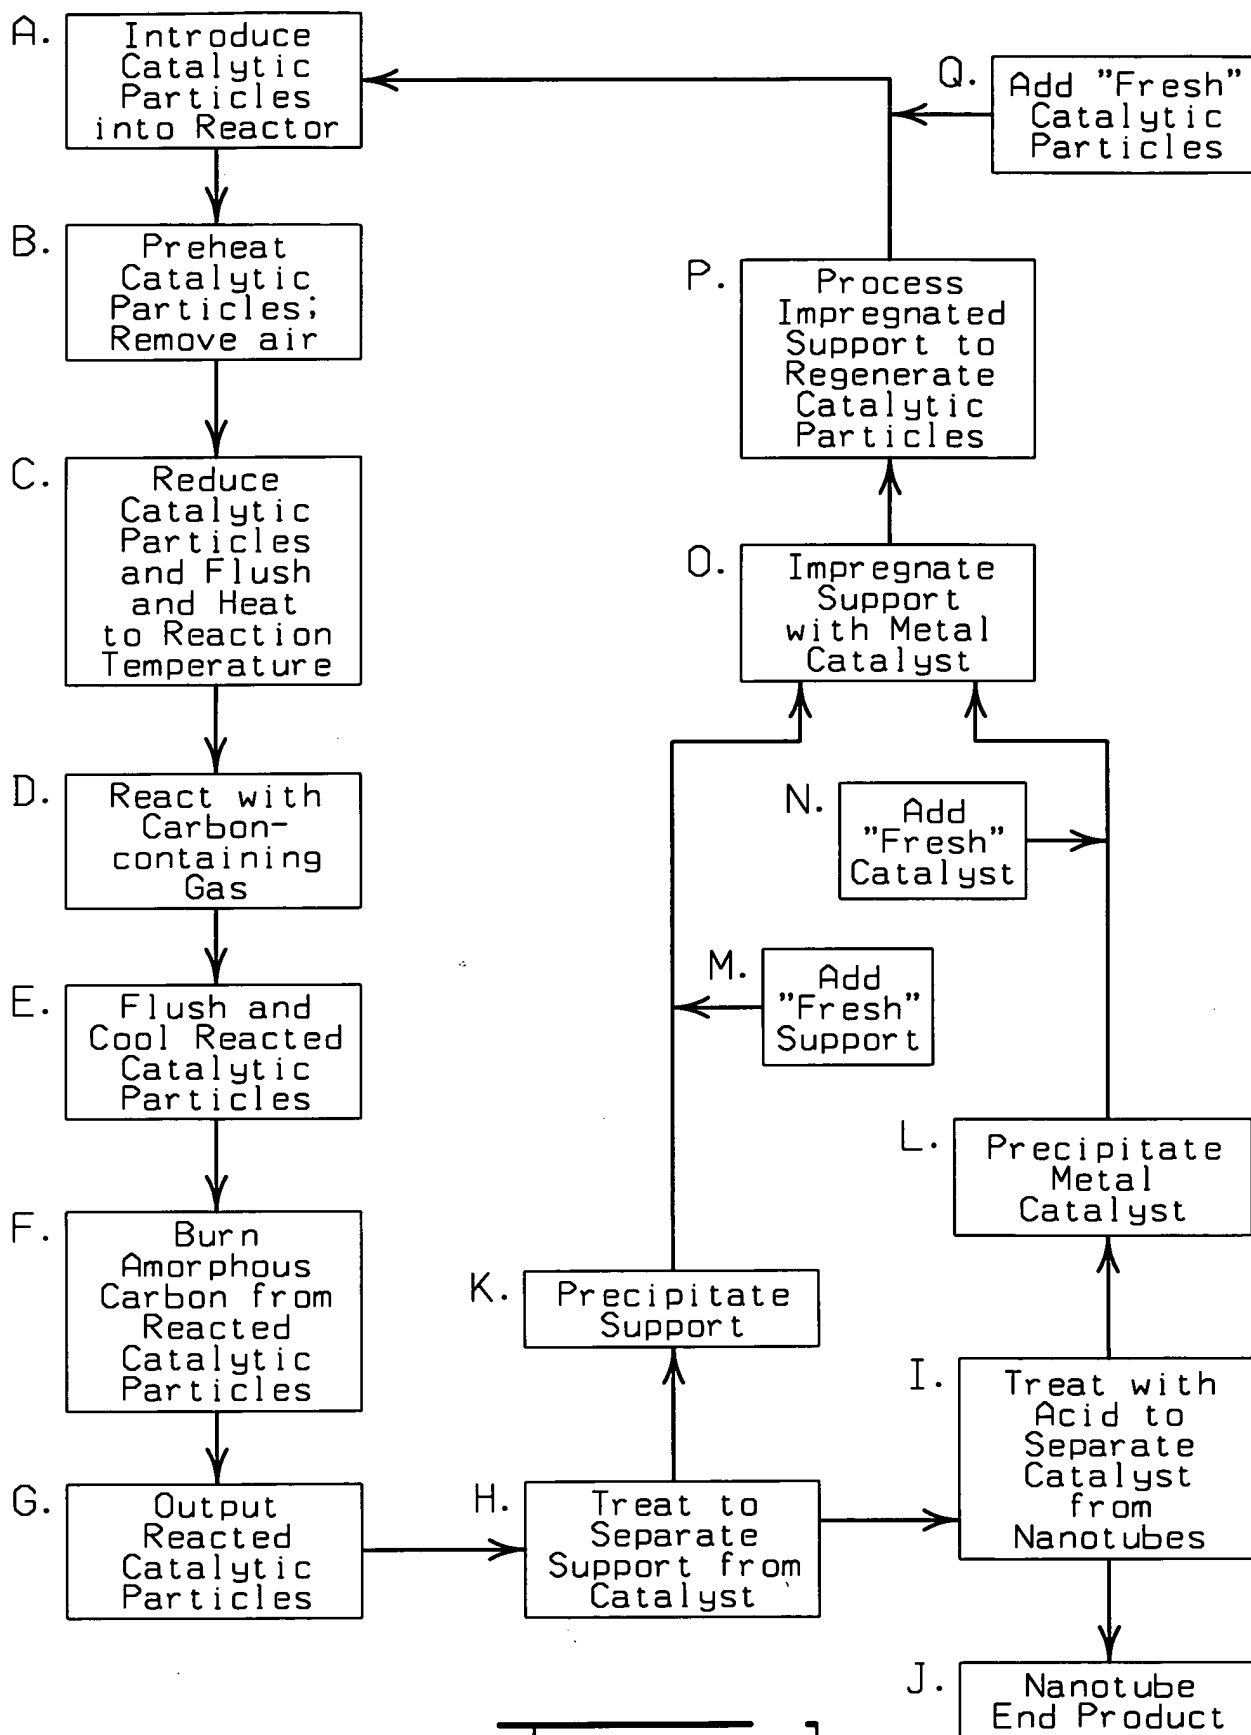 A.
Introduce
Catalytic
Particles
into Reactor
B.
Preheat
Catalytic
Particles;
Remove air
C.
Reduce
Catalytic
Particles
and Flush
and Heat
to Reaction
Temperature
D.
React with
Carbon-
containing
Gas
E.
Flush and
Cool Reacted
Catalytic
Particles
F.
Burn
Amorphous
Carbon from
Reacted
Catalytic
Particles
G.
Output
Reacted
Catalytic
Particles
H.
Treat to
Separate
Support from
Catalyst
I.
Treat with
Acid to
Separate
Catalyst
from
Nanotubes
J.
Nanotube
End Product
K.
Precipitate
Support
L.
Precipitate
Metal
Catalyst
M.
Add
"Fresh"
Support
N.
Add
"Fresh"
Catalyst
O.
Impregnate
Support
with Metal
Catalyst
P.
Process
Impregnated
Support to
Regenerate
Catalytic
Particles
Q.
Add "Fresh"
Catalytic
Particles